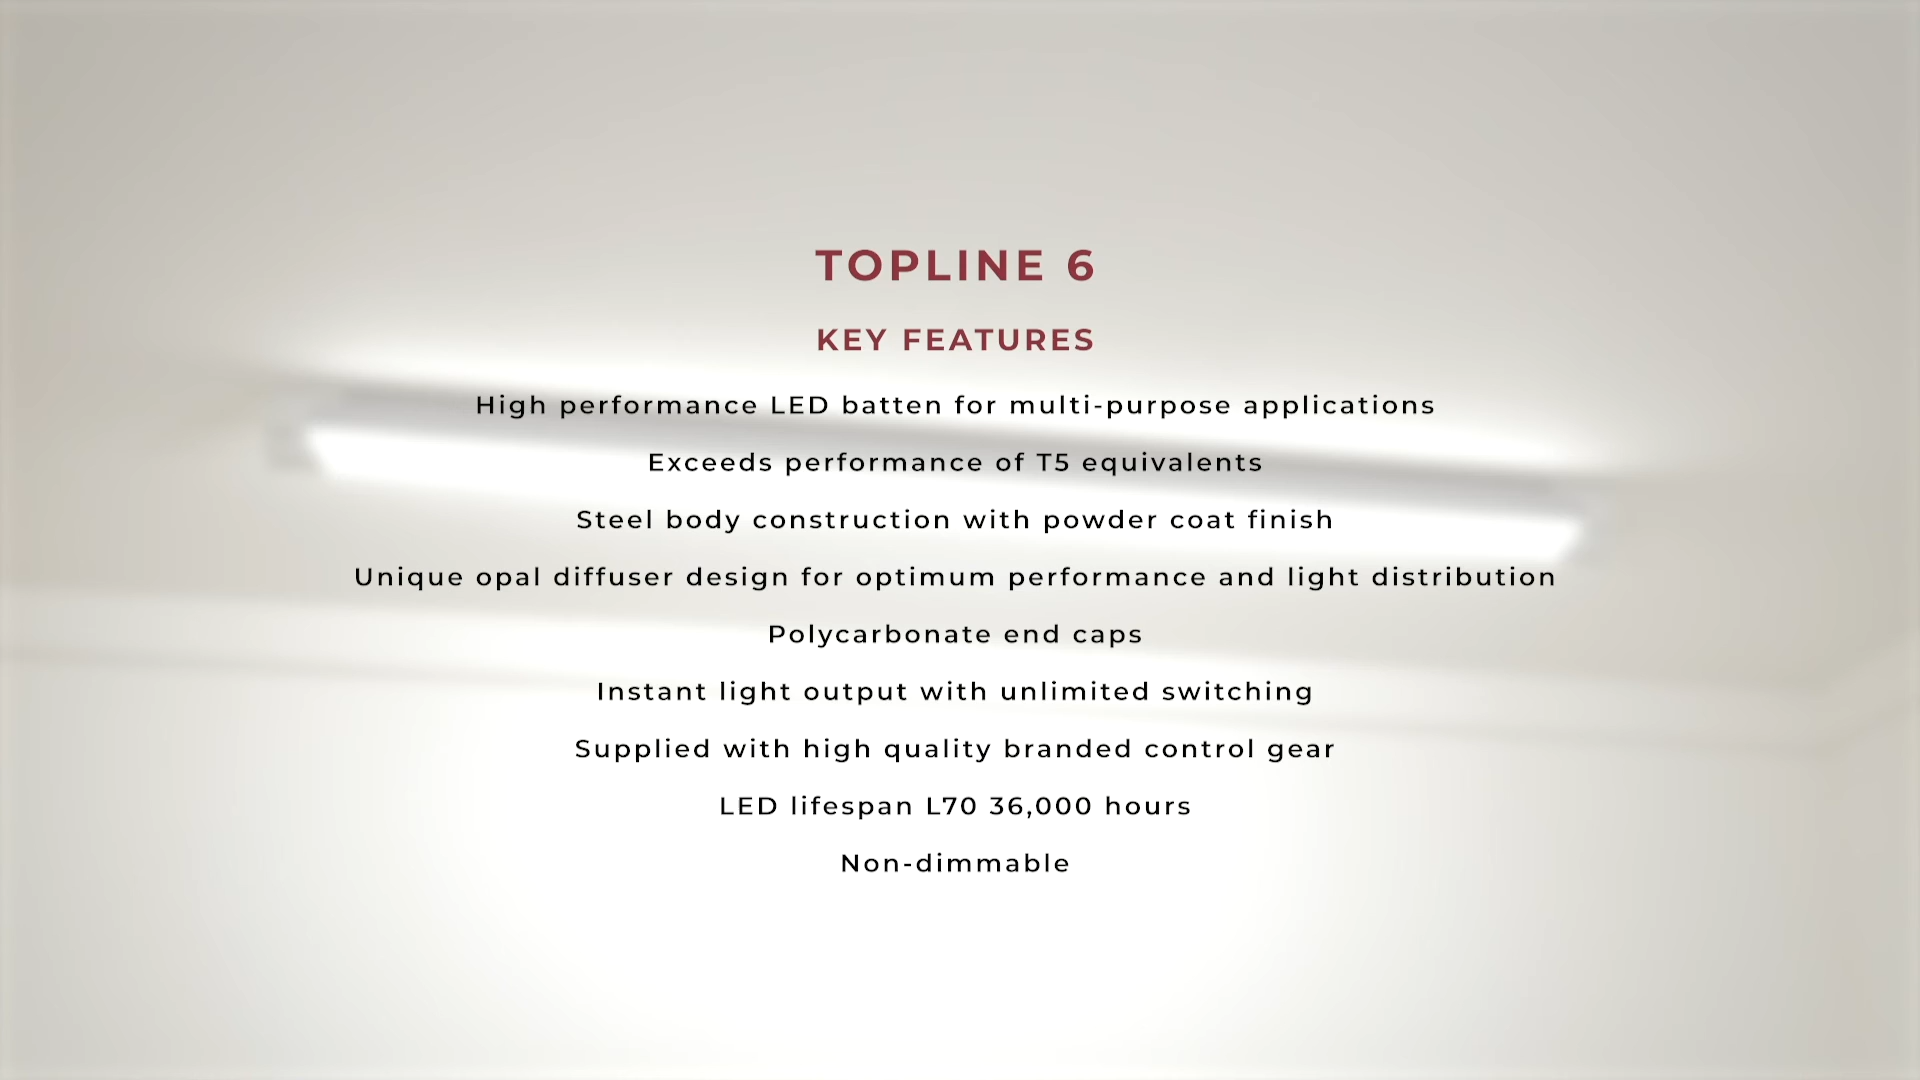 TOPLINE 6
KEY FEATURES
High performance LED batten for multi-purpose applications
Exceeds performance of T5 equivalents
Steel body construction with powder coat finish
Unique opal diffuser design for optimum performance and light distribution
Polycarbonate end caps
Instant light output with unlimited switching
Supplied with high quality branded control gear
LED lifespan L70 36,000 hours
Non-dimmable